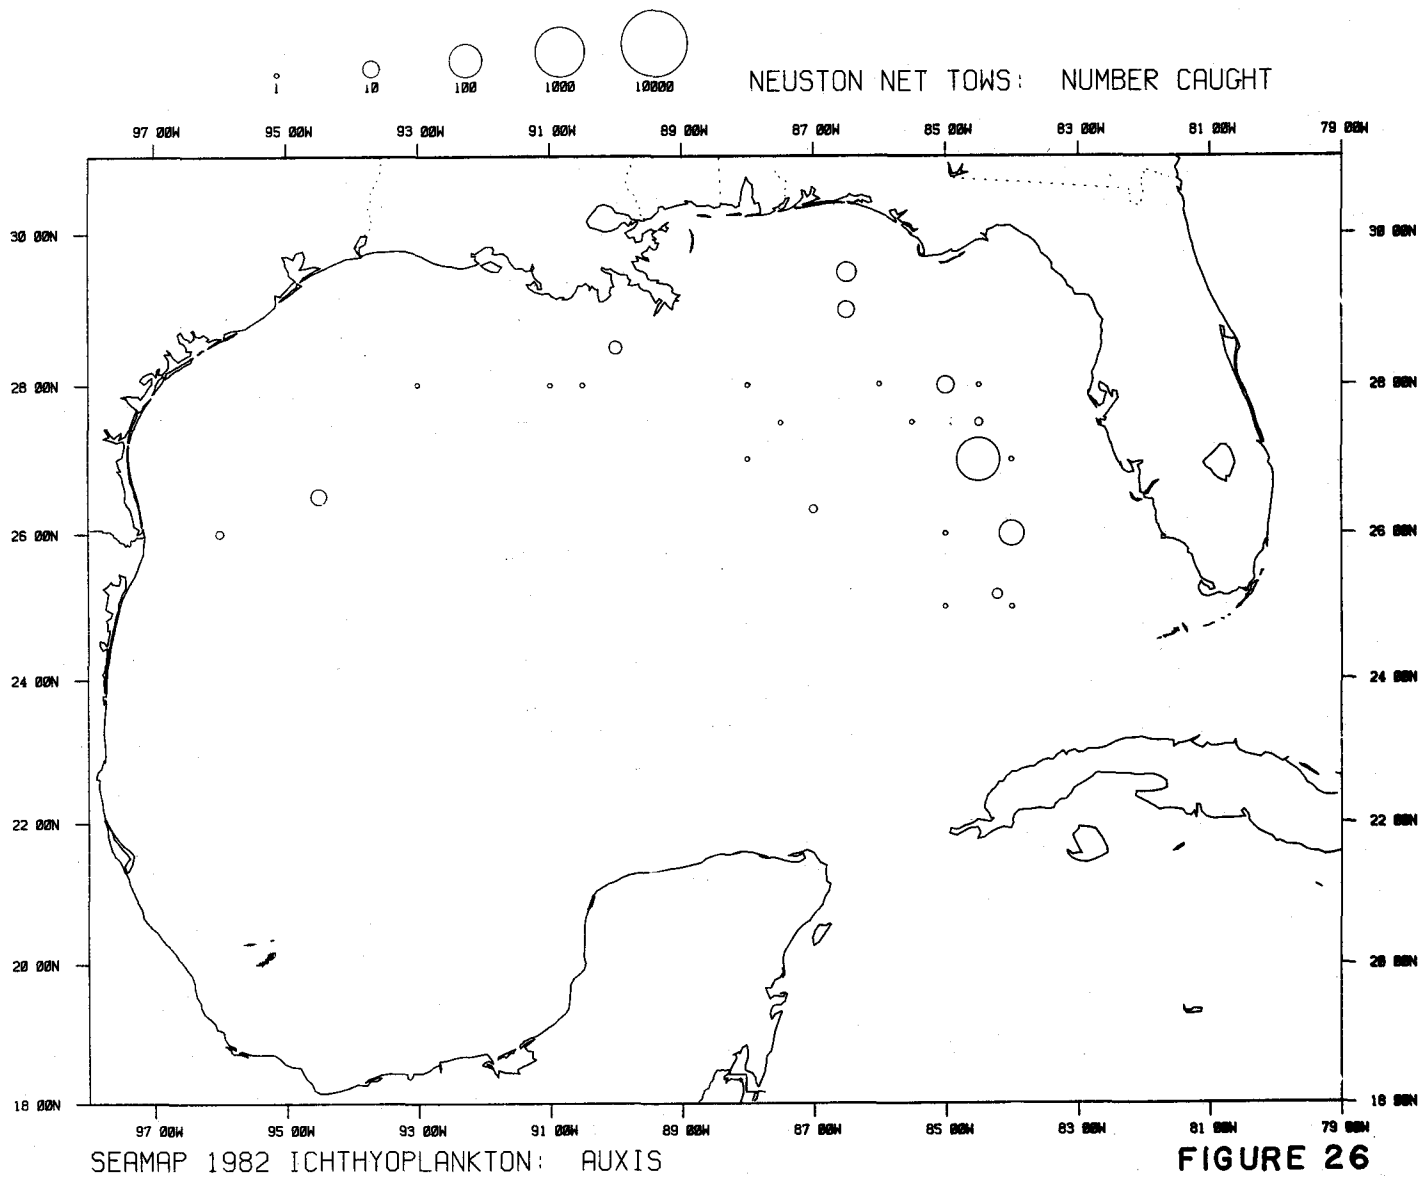 1 10 100 1000 10000
NEUSTON NET TOWS: NUMBER CAUGHT
97 00W 95 00W 93 00W 91 00W 89 00W 87 00W 85 00W 83 00W 81 00W 79 00W
30 00N 30 00N
28 00N 28 00N
26 00N 26 00N
24 00N 24 00N
22 00N 22 00N
20 00N 20 00N
18 00N 18 00N
97 00W 95 00W 93 00W 91 00W 89 00W 87 00W 85 00W 83 00W 81 00W 79 00W
SEAMAP 1982 ICHTHYOPLANKTON: AUXIS
FIGURE 26